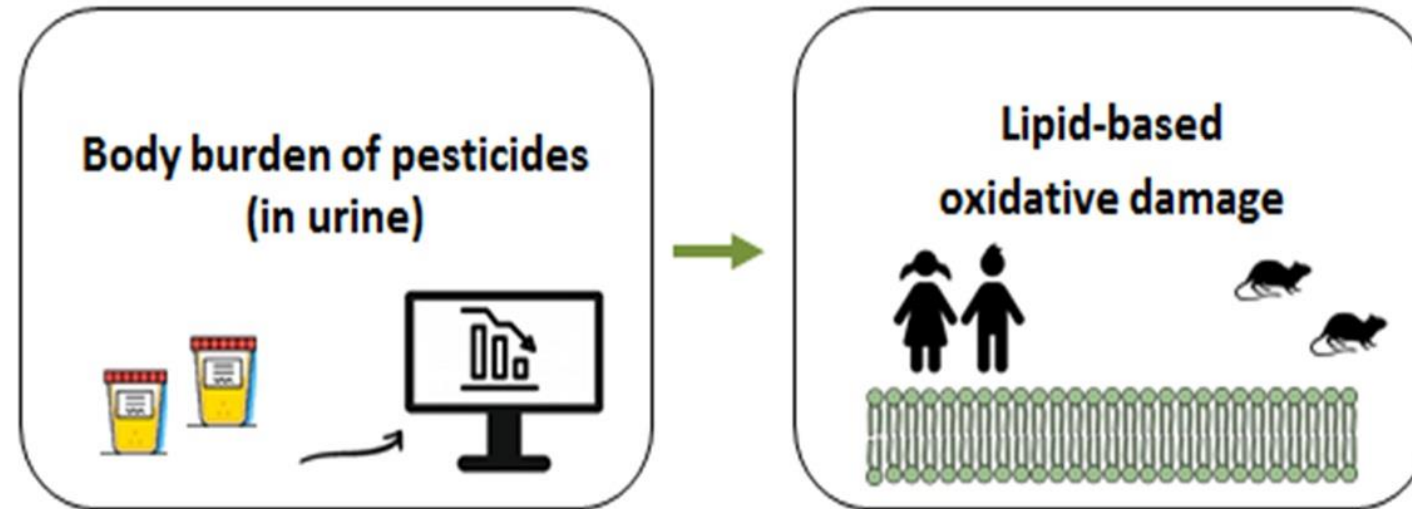 Body burden of pesticides
(in urine)
Lipid-based
oxidative damage